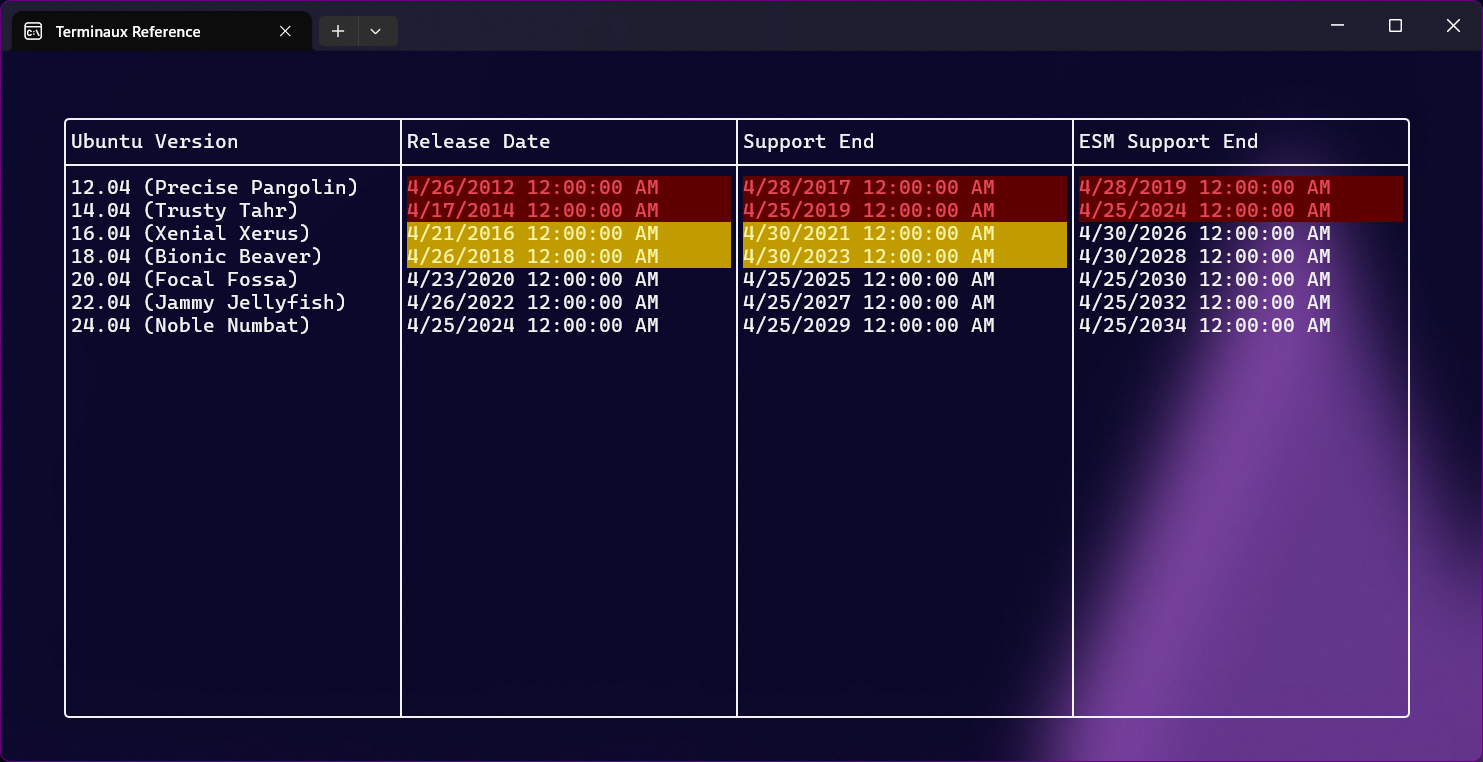 Terminaux Reference
Ubuntu Version Release Date Support End ESM Support End
12.04 (Precise Pangolin) 4/26/2012 12:00:00 AM 4/28/2017 12:00:00 AM 4/28/2019 12:00:00 AM
14.04 (Trusty Tahr) 4/17/2014 12:00:00 AM 4/25/2019 12:00:00 AM 4/25/2024 12:00:00 AM
16.04 (Xenial Xerus) 4/21/2016 12:00:00 AM 4/30/2021 12:00:00 AM 4/30/2026 12:00:00 AM
18.04 (Bionic Beaver) 4/26/2018 12:00:00 AM 4/30/2023 12:00:00 AM 4/30/2028 12:00:00 AM
20.04 (Focal Fossa) 4/23/2020 12:00:00 AM 4/25/2025 12:00:00 AM 4/25/2030 12:00:00 AM
22.04 (Jammy Jellyfish) 4/26/2022 12:00:00 AM 4/25/2027 12:00:00 AM 4/25/2032 12:00:00 AM
24.04 (Noble Numbat) 4/25/2024 12:00:00 AM 4/25/2029 12:00:00 AM 4/25/2034 12:00:00 AM